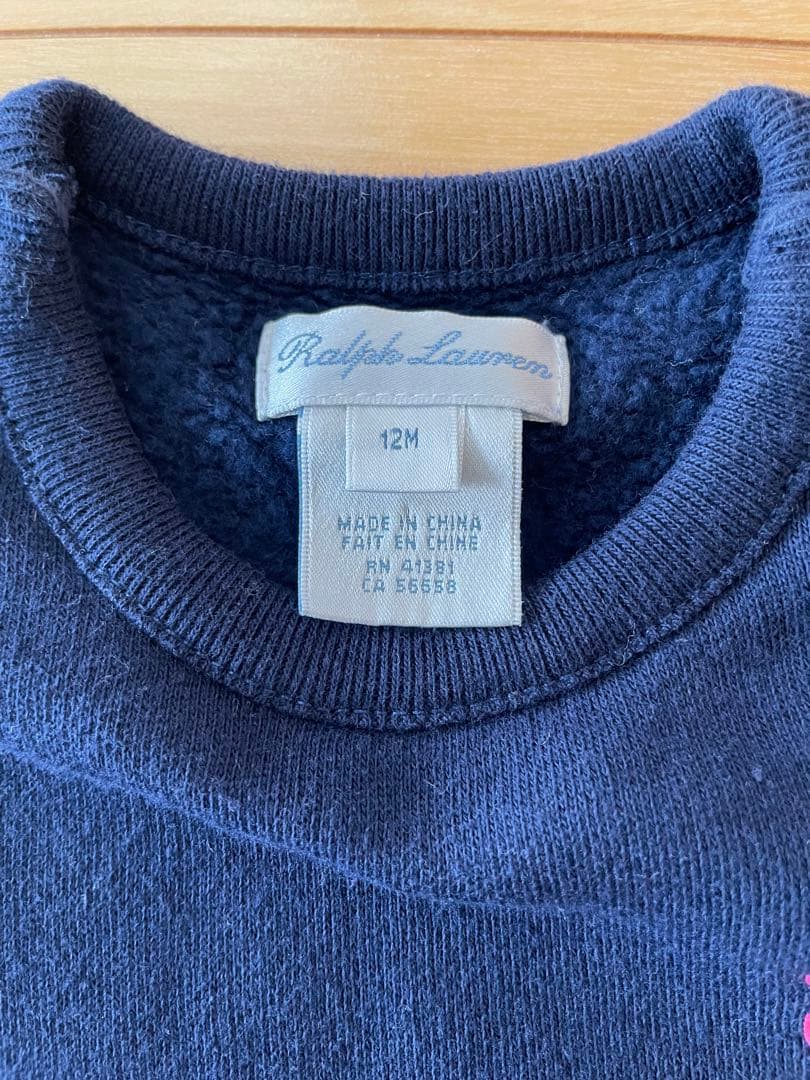 Ralph Lauren
12M
MADE IN CHINA
FAIT EN CHINE
RN 41381
CA 56658